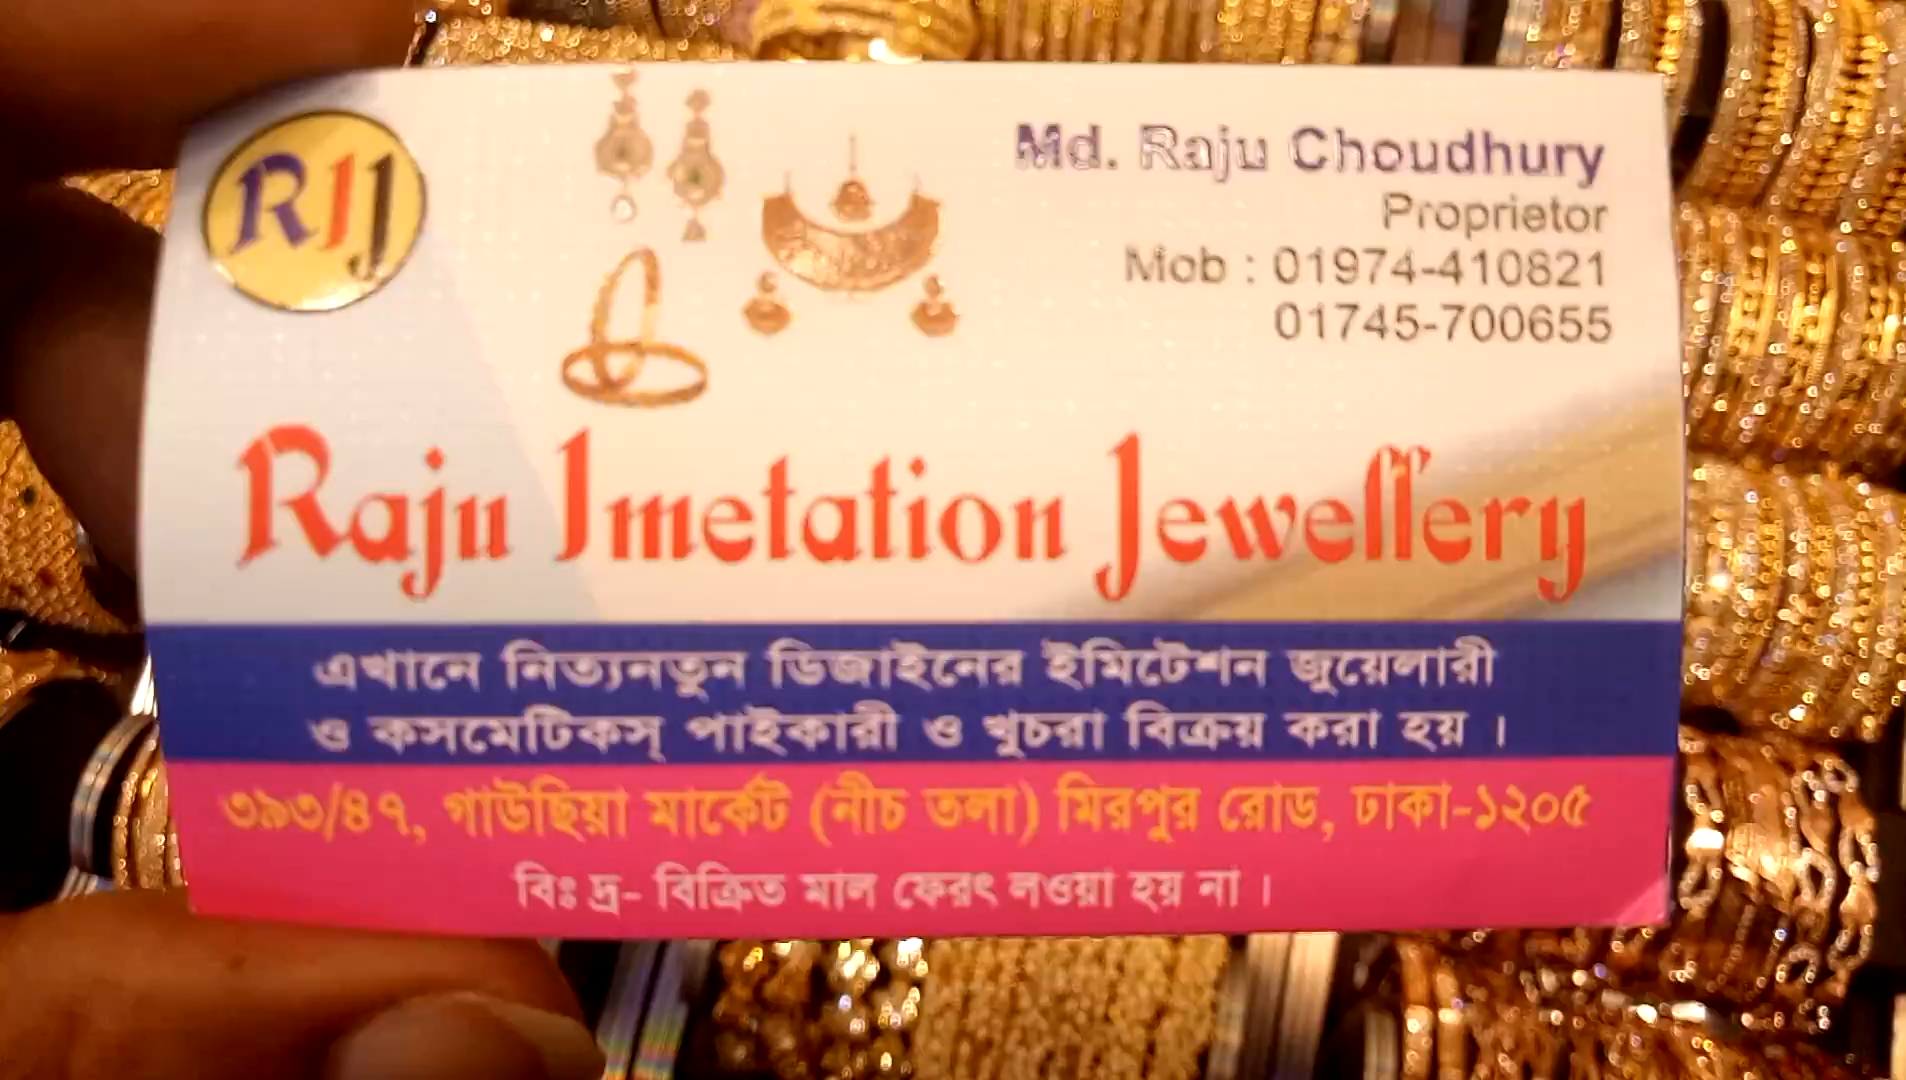 RIJ
Md. Raju Choudhury
Proprietor
Mob : 01974-410821
01745-700655
Raju Imetation Jewellery
এখানে নিত্যনতুন ডিজাইনের ইমিটেশন জুয়েলারী
ও কসমেটিকস্ পাইকারী ও খুচরা বিক্রয় করা হয় ।
৩৯৩/৪৭, গাউছিয়া মার্কেট (নীচ তলা) মিরপুর রোড, ঢাকা-১২০৫
বিঃ দ্র- বিক্রিত মাল ফেরৎ লওয়া হয় না ।